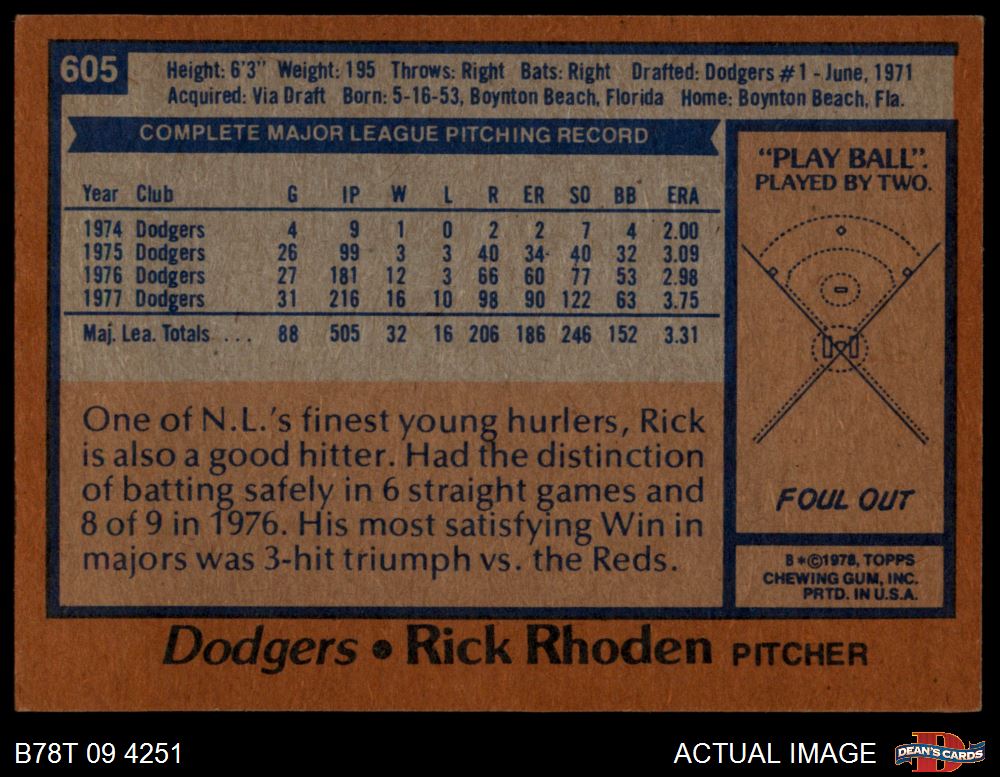 605
Height: 6'3" Weight: 195 Throws: Right Bats: Right Drafted: Dodgers #1 - June, 1971
Acquired: Via Draft Born: 5-16-53, Boynton Beach, Florida Home: Boynton Beach, Fla.
COMPLETE MAJOR LEAGUE PITCHING RECORD
Year Club G IP W L R ER SO BB ERA
1974 Dodgers 4 9 1 0 2 2 7 4 2.00
1975 Dodgers 26 99 3 3 40 34 40 32 3.09
1976 Dodgers 27 181 12 3 66 60 77 53 2.98
1977 Dodgers 31 216 16 10 98 90 122 63 3.75
Maj. Lea. Totals . . . 88 505 32 16 206 186 246 152 3.31
One of N.L.'s finest young hurlers, Rick
is also a good hitter. Had the distinction
of batting safely in 6 straight games and
8 of 9 in 1976. His most satisfying Win in
majors was 3-hit triumph vs. the Reds.
"PLAY BALL".
PLAYED BY TWO.
FOUL OUT
B*©1978, TOPPS
CHEWING GUM, INC.
PRTD. IN U.S.A.
Dodgers • Rick Rhoden PITCHER
B78T 09 4251
ACTUAL IMAGE
DEAN'S CARDS